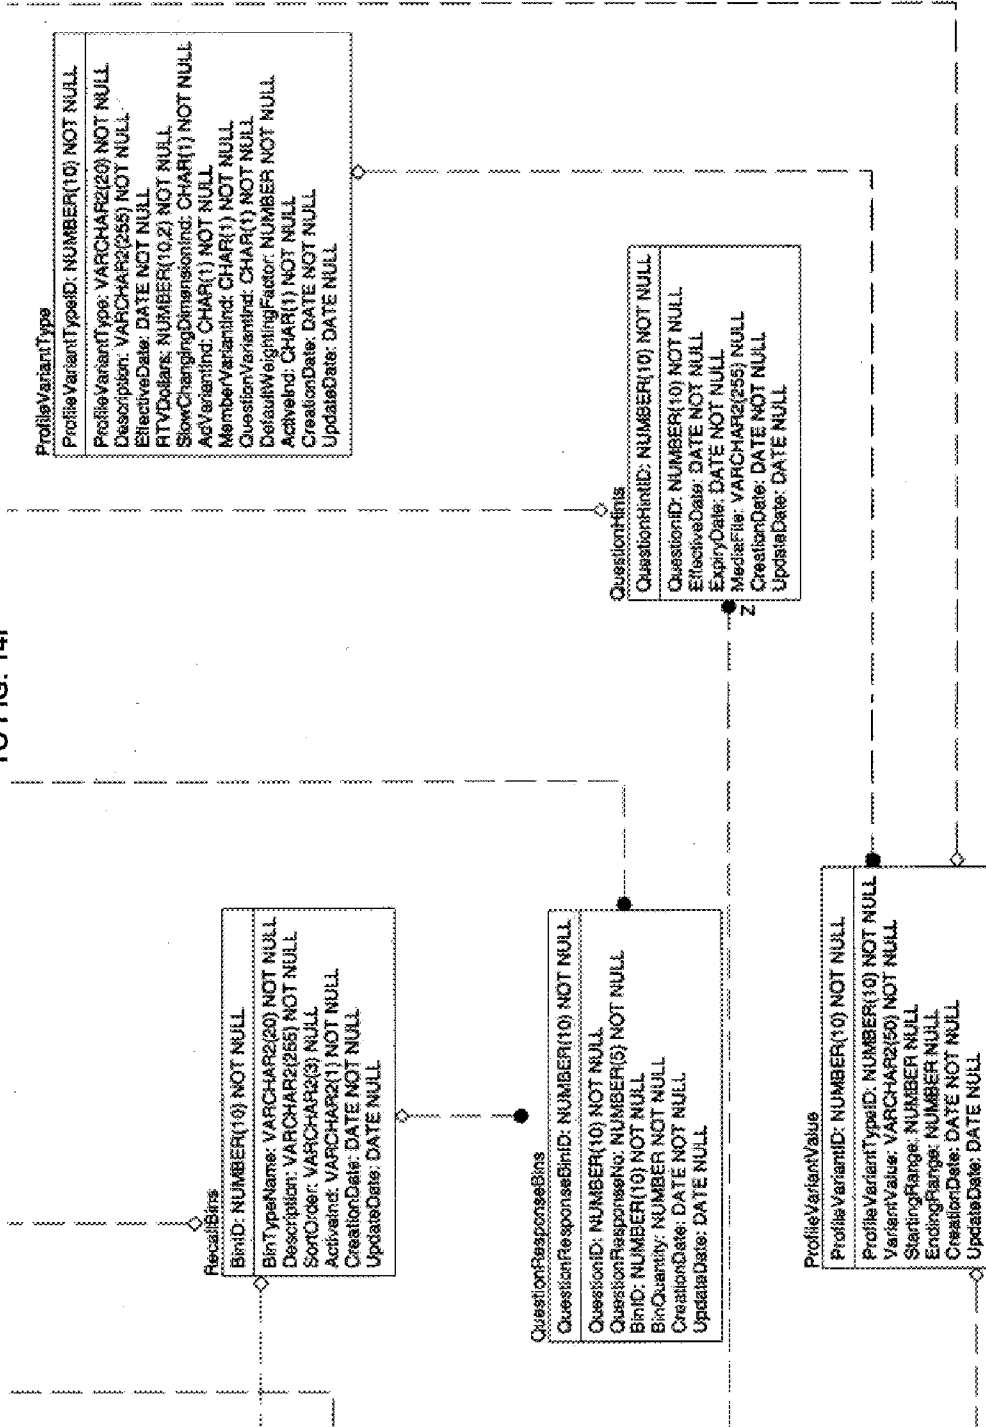 TO FIG. 14F
ProfileVariantType
ProfileVariantTypeID: NUMBER(10) NOT NULL
ProfileVariantType: VARCHAR2(20) NOT NULL
Description: VARCHAR2(255) NOT NULL
EffectiveDate: DATE NOT NULL
RTVDollars: NUMBER(10,2) NOT NULL
SlowChangingDimensionInd: CHAR(1) NOT NULL
AdVariantInd: CHAR(1) NOT NULL
MemberVariantInd: CHAR(1) NOT NULL
QuestionVariantInd: CHAR(1) NOT NULL
DefaultWeightingFactor: NUMBER NOT NULL
ActiveInd: CHAR(1) NOT NULL
CreationDate: DATE NOT NULL
UpdateDate: DATE NULL
QuestionHints
QuestionHintID: NUMBER(10) NOT NULL
QuestionID: NUMBER(10) NOT NULL
EffectiveDate: DATE NOT NULL
ExpiryDate: DATE NOT NULL
MediaFile: VARCHAR2(255) NULL
CreationDate: DATE NOT NULL
UpdateDate: DATE NULL
Z
RecallBins
BinID: NUMBER(10) NOT NULL
BinTypeName: VARCHAR2(20) NOT NULL
Description: VARCHAR2(255) NOT NULL
SortOrder: VARCHAR2(3) NULL
ActiveInd: VARCHAR2(1) NOT NULL
CreationDate: DATE NOT NULL
UpdateDate: DATE NULL
QuestionResponseBins
QuestionResponseBinID: NUMBER(10) NOT NULL
QuestionID: NUMBER(10) NOT NULL
QuestionResponseNo: NUMBER(5) NOT NULL
BinID: NUMBER(10) NOT NULL
BinQuantity: NUMBER NOT NULL
CreationDate: DATE NOT NULL
UpdateDate: DATE NULL
ProfileVariantValue
ProfileVariantID: NUMBER(10) NOT NULL
ProfileVariantTypeID: NUMBER(10) NOT NULL
VariantValue: VARCHAR2(50) NOT NULL
StartingRange: NUMBER NULL
EndingRange: NUMBER NULL
CreationDate: DATE NOT NULL
UpdateDate: DATE NULL